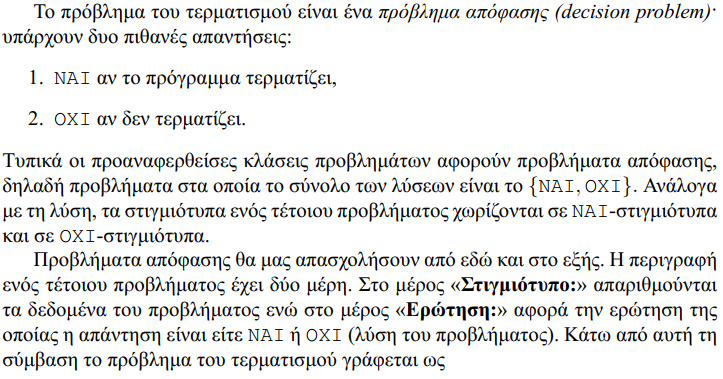 Το πρόβλημα του τερματισμού είναι ένα πρόβλημα απόφασης (decision problem)·
υπάρχουν δυο πιθανές απαντήσεις:
1. ΝΑΙ αν το πρόγραμμα τερματίζει,
2. ΟΧΙ αν δεν τερματίζει.
Τυπικά οι προαναφερθείσες κλάσεις προβλημάτων αφορούν προβλήματα απόφασης,
δηλαδή προβλήματα στα οποία το σύνολο των λύσεων είναι το {ΝΑΙ, ΟΧΙ}. Ανάλογα
με τη λύση, τα στιγμιότυπα ενός τέτοιου προβλήματος χωρίζονται σε ΝΑΙ-στιγμιότυπα
και σε ΟΧΙ-στιγμιότυπα.
Προβλήματα απόφασης θα μας απασχολήσουν από εδώ και στο εξής. Η περιγραφή
ενός τέτοιου προβλήματος έχει δύο μέρη. Στο μέρος «Στιγμιότυπο:» απαριθμούνται
τα δεδομένα του προβλήματος ενώ στο μέρος «Ερώτηση:» αφορά την ερώτηση της
οποίας η απάντηση είναι είτε ΝΑΙ ή ΟΧΙ (λύση του προβλήματος). Κάτω από αυτή τη
σύμβαση το πρόβλημα του τερματισμού γράφεται ως